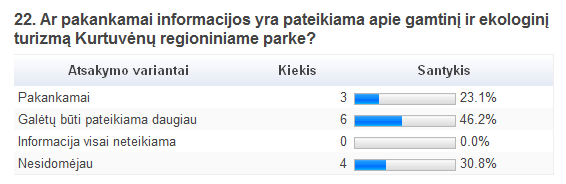 22. Ar pakankamai informacijos yra pateikiama apie gamtinį ir ekologinį
turizmą Kurtuvėnų regioniniame parke?
Atsakymo variantai Kiekis Santykis
Pakankamai 3 23.1%
Galėtų būti pateikiama daugiau 6 46.2%
Informacija visai neteikiama 0 0.0%
Nesidomėjau 4 30.8%